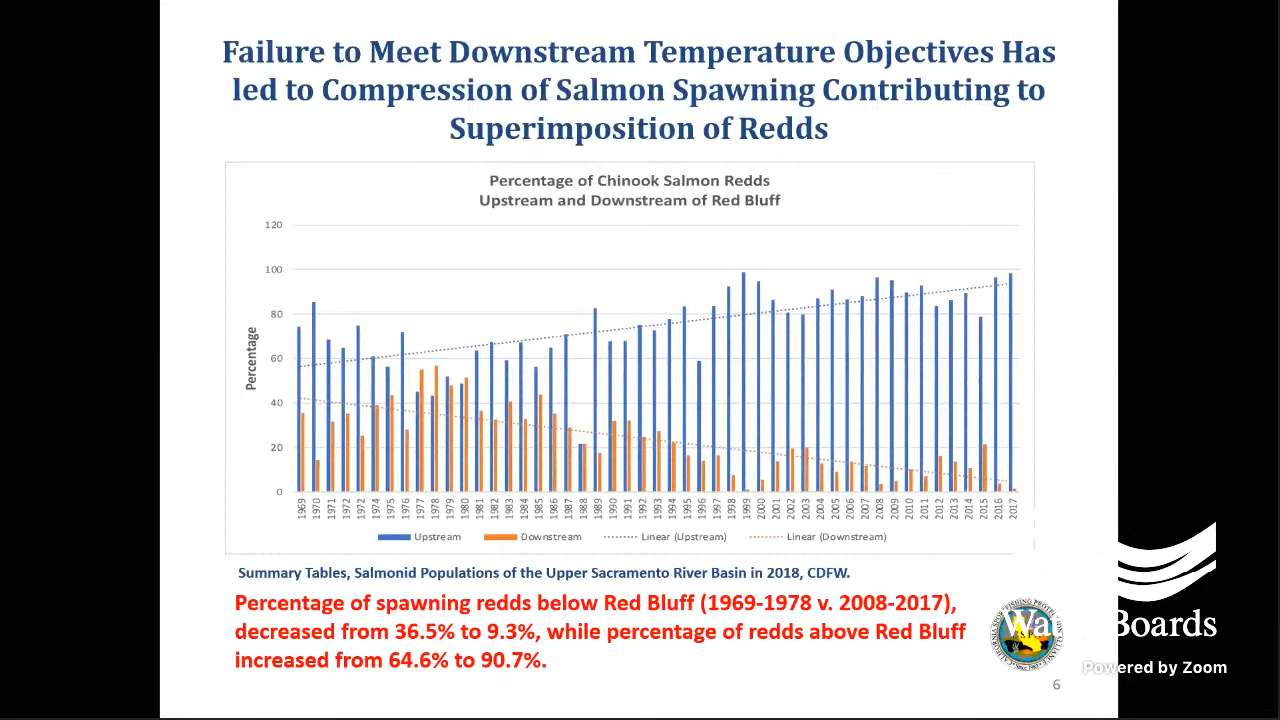 Failure to Meet Downstream Temperature Objectives Has
led to Compression of Salmon Spawning Contributing to
Superimposition of Redds
Percentage of Chinook Salmon Redds
Upstream and Downstream of Red Bluff
Percentage
120
100
80
60
40
20
0
1969 1970 1971 1972 1972 1974 1975 1976 1977 1978 1979 1980 1981 1982 1983 1984 1985 1986 1987 1988 1989 1990 1991 1992 1993 1994 1995 1996 1997 1998 1999 2000 2001 2002 2003 2004 2005 2006 2007 2008 2009 2010 2011 2012 2013 2014 2015 2016 2017
Upstream Downstream Linear (Upstream) Linear (Downstream)
Summary Tables, Salmonid Populations of the Upper Sacramento River Basin in 2018, CDFW.
Percentage of spawning redds below Red Bluff (1969-1978 v. 2008-2017),
decreased from 36.5% to 9.3%, while percentage of redds above Red Bluff
increased from 64.6% to 90.7%.
Boards
Powered by Zoom
6